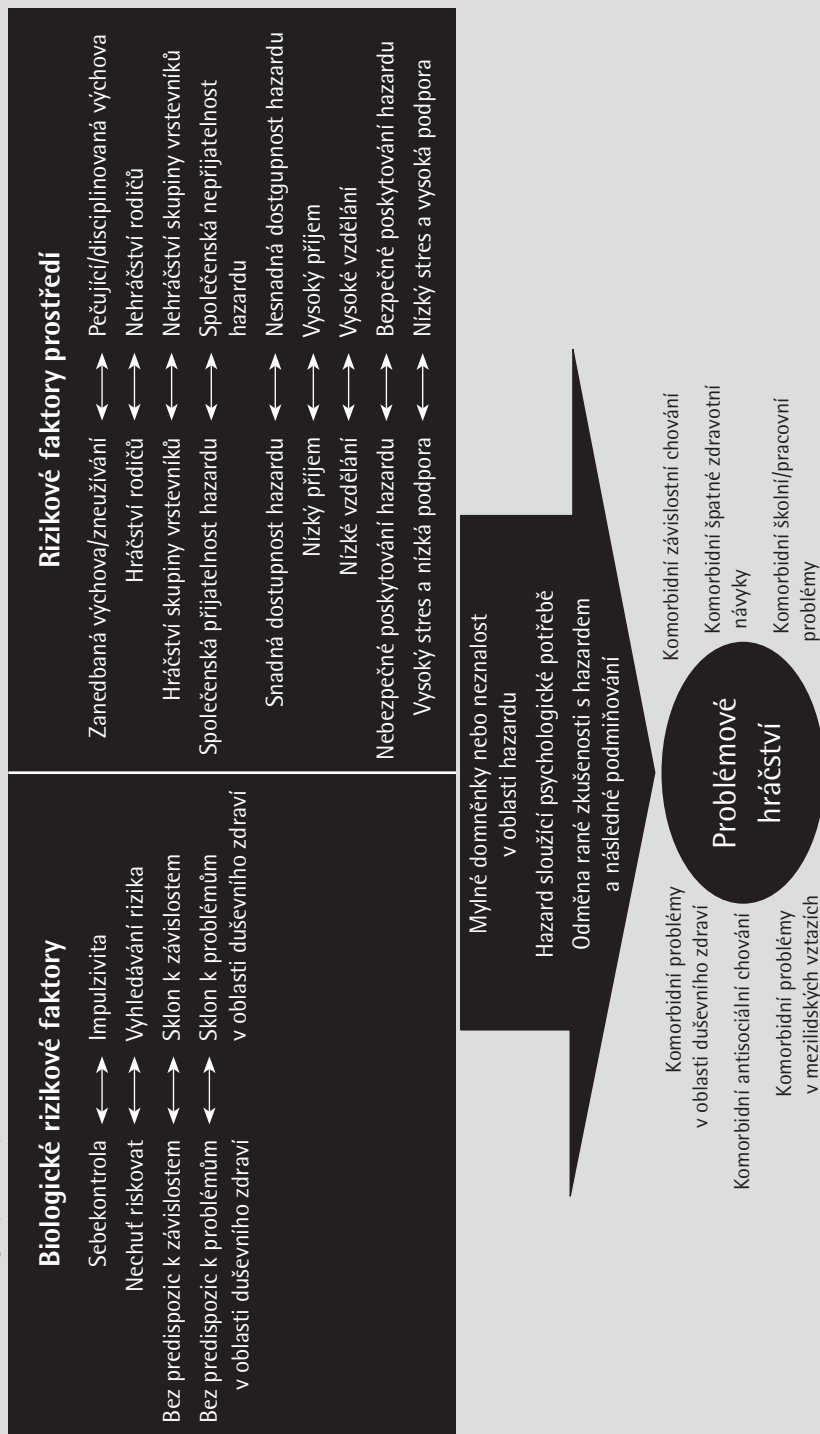 Biologické rizikové faktory
Sebekontrola ↔ Impulzivita
Nechuť riskovat ↔ Vyhledávání rizika
Bez predispozic k závislostem ↔ Sklon k závislostem
Bez predispozic k problémům ↔ Sklon k problémům
v oblasti duševního zdraví v oblasti duševního zdraví
Rizikové faktory prostředí
Zanedbaná výchova/zneužívání ↔ Pečující/disciplinovaná výchova
Hráčství rodičů ↔ Nehráčství rodičů
Hráčství skupiny vrstevníků ↔ Nehráčství skupiny vrstevníků
Společenská přijatelnost hazardu ↔ Společenská nepřijatelnost
hazardu
Snadná dostupnost hazardu ↔ Nesnadná dostgupnost hazardu
Nízký příjem ↔ Vysoký příjem
Nízké vzdělání ↔ Vysoké vzdělání
Nebezpečné poskytování hazardu ↔ Bezpečné poskytování hazardu
Vysoký stres a nízká podpora ↔ Nízký stres a vysoká podpora
Mylné domněnky nebo neznalost
v oblasti hazardu
Hazard sloužící psychologické potřebě
Odměna rané zkušenosti s hazardem
a následné podmiňování
Komorbidní problémy
v oblasti duševního zdraví
Komorbidní antisociální chování
Komorbidní problémy
v mezilidských vztazích
Problémové
hráčství
Komorbidní závislostní chování
Komorbidní špatné zdravotní
návyky
Komorbidní školní/pracovní
problémy